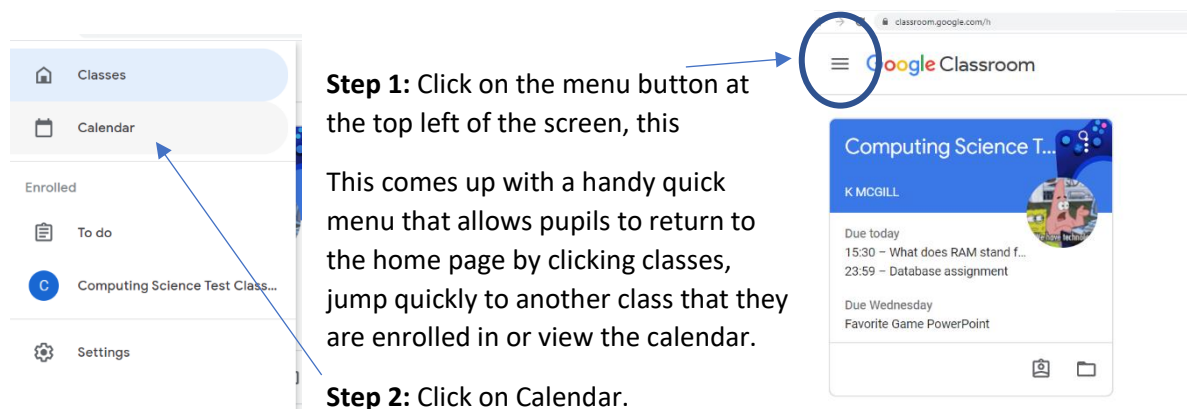 Classes
Calendar
Enrolled
To do
Computing Science Test Class...
Settings
Step 1: Click on the menu button at
the top left of the screen, this
This comes up with a handy quick
menu that allows pupils to return to
the home page by clicking classes,
jump quickly to another class that they
are enrolled in or view the calendar.
Step 2: Click on Calendar.
classroom.google.com/h
Google Classroom
Computing Science T...
K MCGILL
Due today
15:30 – What does RAM stand f...
23:59 – Database assignment
Due Wednesday
Favorite Game PowerPoint
C